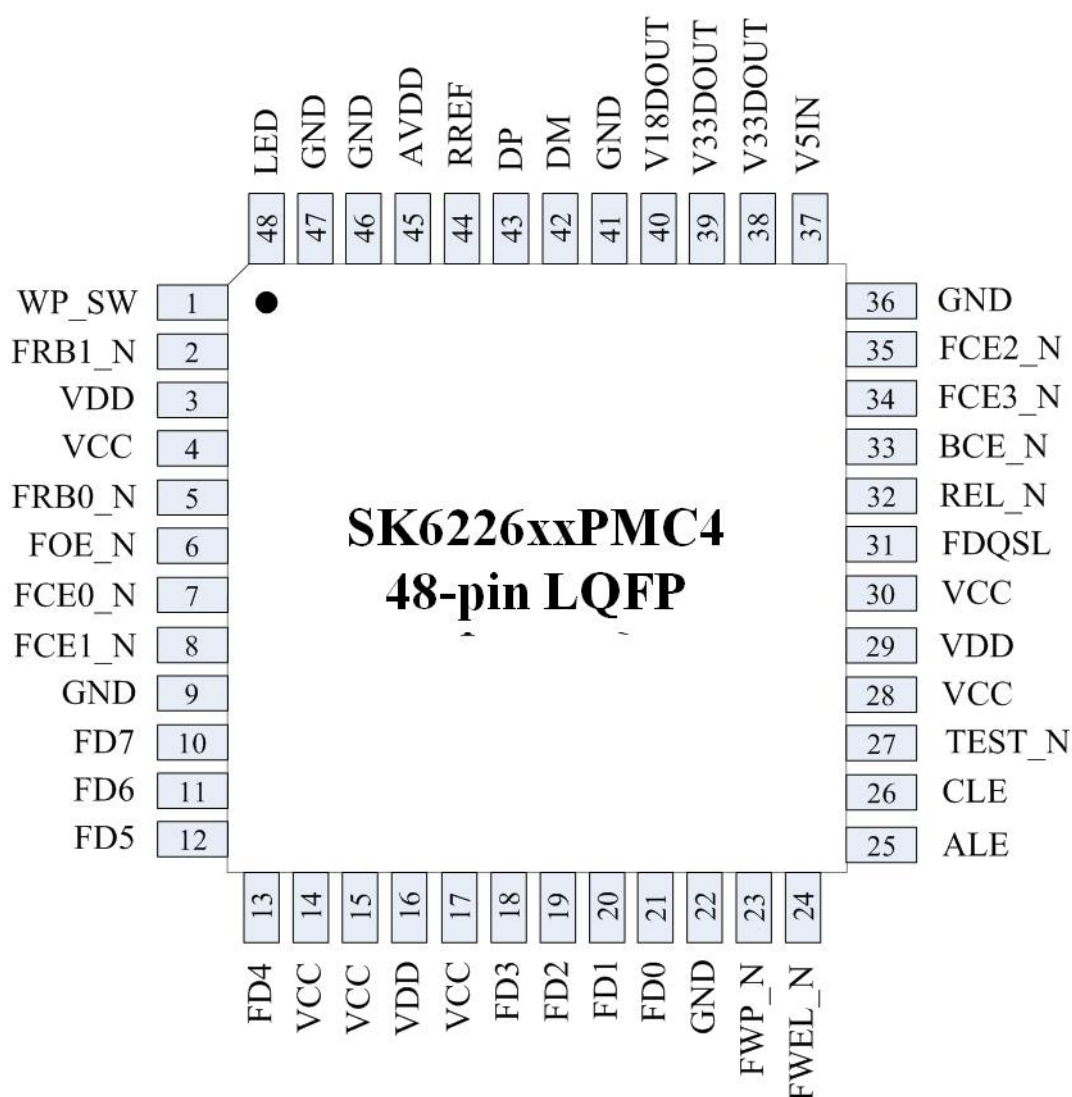 LED
GND
GND
AVDD
RREF
DP
DM
GND
V18DOUT
V33DOUT
V33DOUT
V5IN
48
47
46
45
44
43
42
41
40
39
38
37
WP_SW 1
FRB1_N 2
VDD 3
VCC 4
FRB0_N 5
FOE_N 6
FCE0_N 7
FCE1_N 8
GND 9
FD7 10
FD6 11
FD5 12
SK6226xxPMC4
48-pin LQFP
36 GND
35 FCE2_N
34 FCE3_N
33 BCE_N
32 REL_N
31 FDQSL
30 VCC
29 VDD
28 VCC
27 TEST_N
26 CLE
25 ALE
13
14
15
16
17
18
19
20
21
22
23
24
FD4
VCC
VCC
VDD
VCC
FD3
FD2
FD1
FD0
GND
FWP_N
FWEL_N